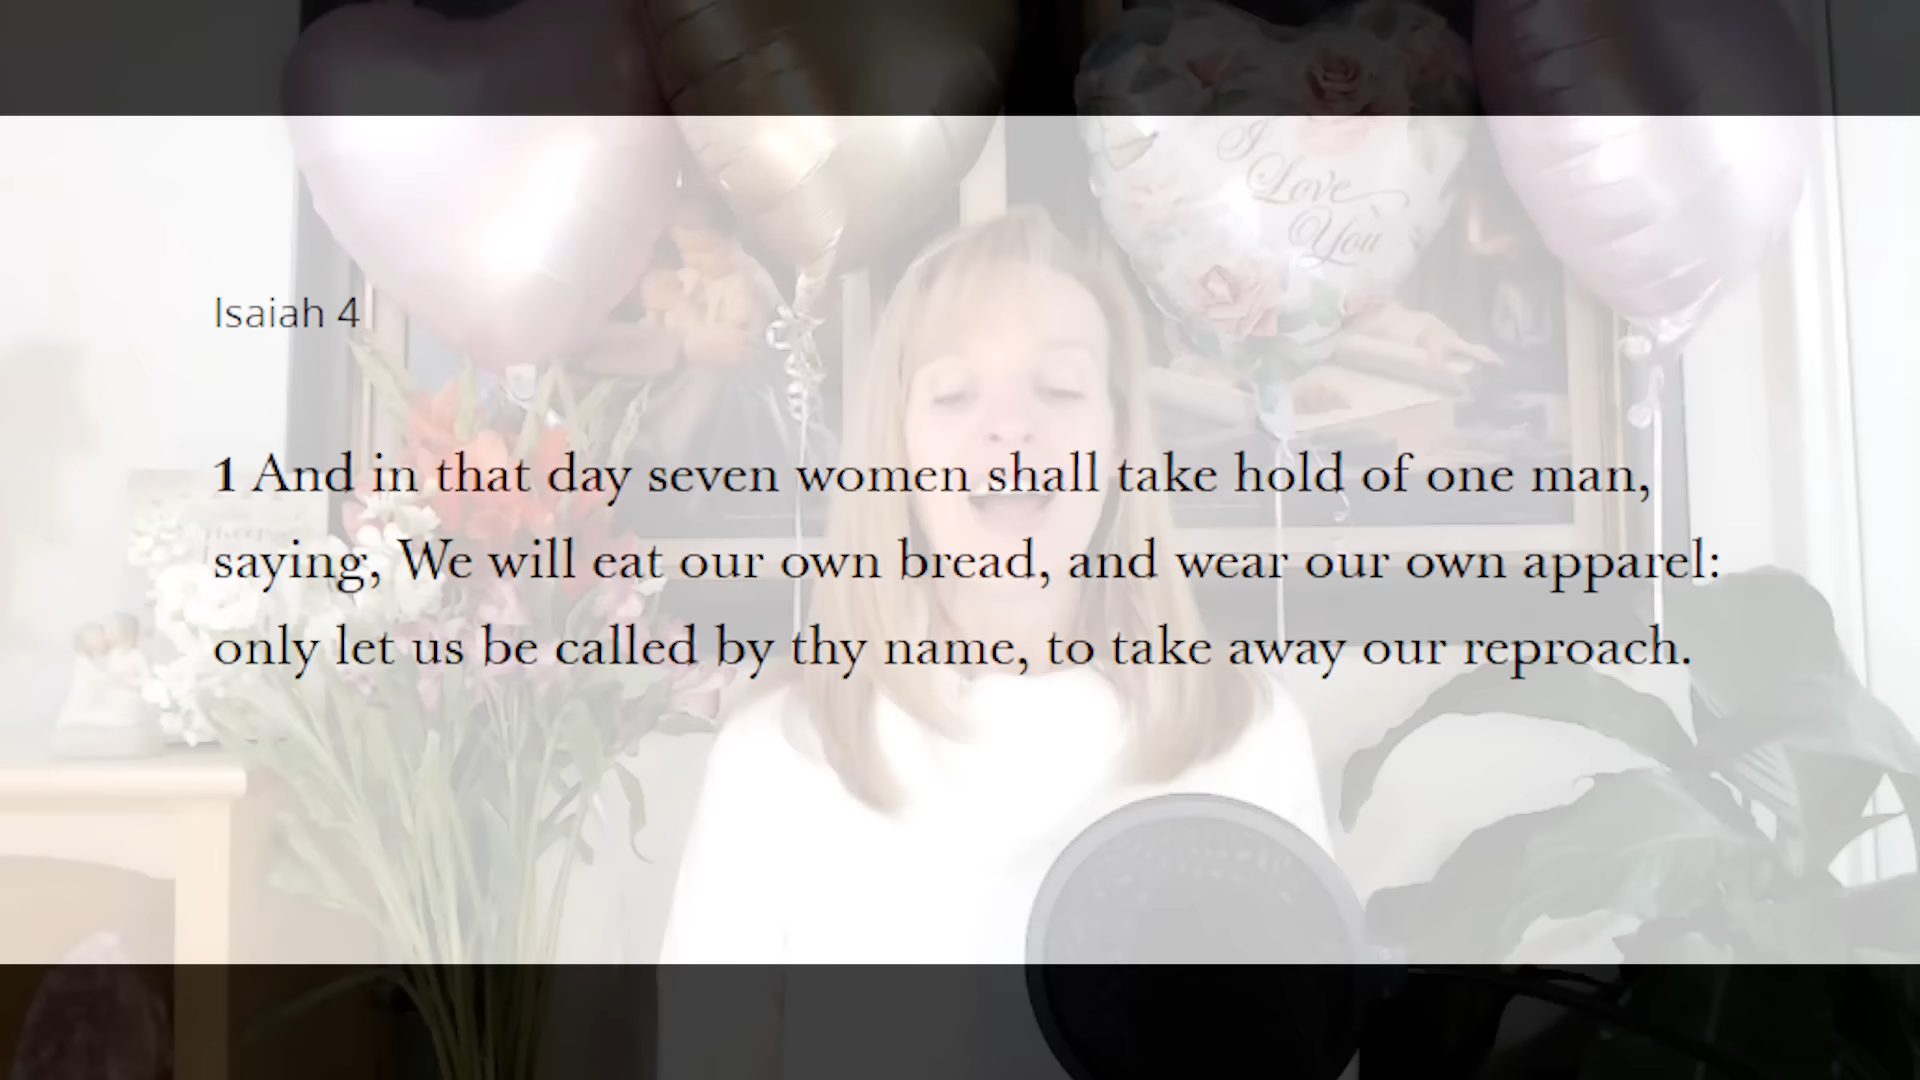 I
Love
You
Isaiah 4
1 And in that day seven women shall take hold of one man,
saying, We will eat our own bread, and wear our own apparel:
only let us be called by thy name, to take away our reproach.